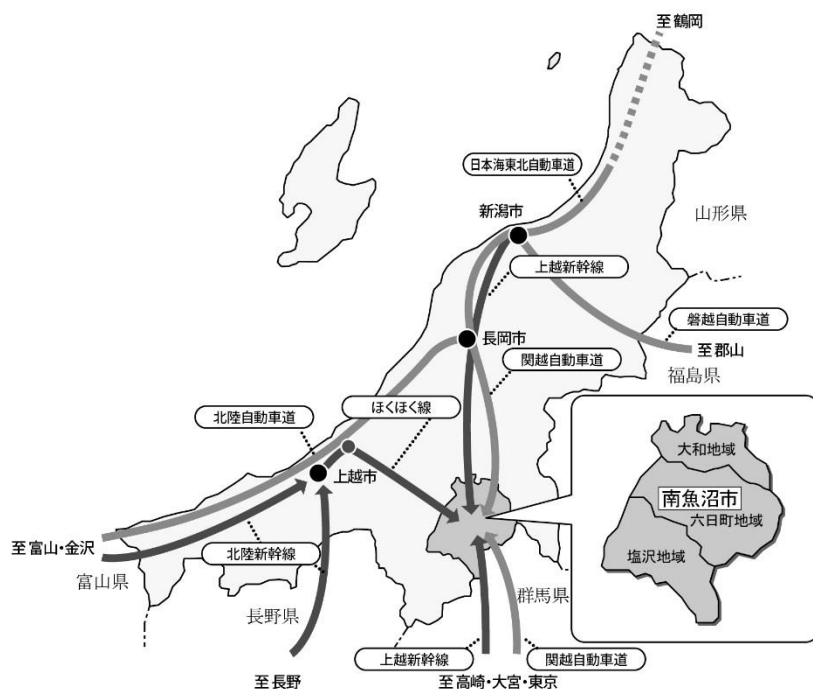 至鶴岡
日本海東北自動車道
新潟市
山形県
上越新幹線
磐越自動車道
長岡市
至郡山
関越自動車道
福島県
ほくほく線
北陸自動車道
大和地域
上越市
南魚沼市
六日町地域
至富山・金沢
北陸新幹線
塩沢地域
富山県
群馬県
長野県
上越新幹線
関越自動車道
至長野
至高崎・大宮・東京